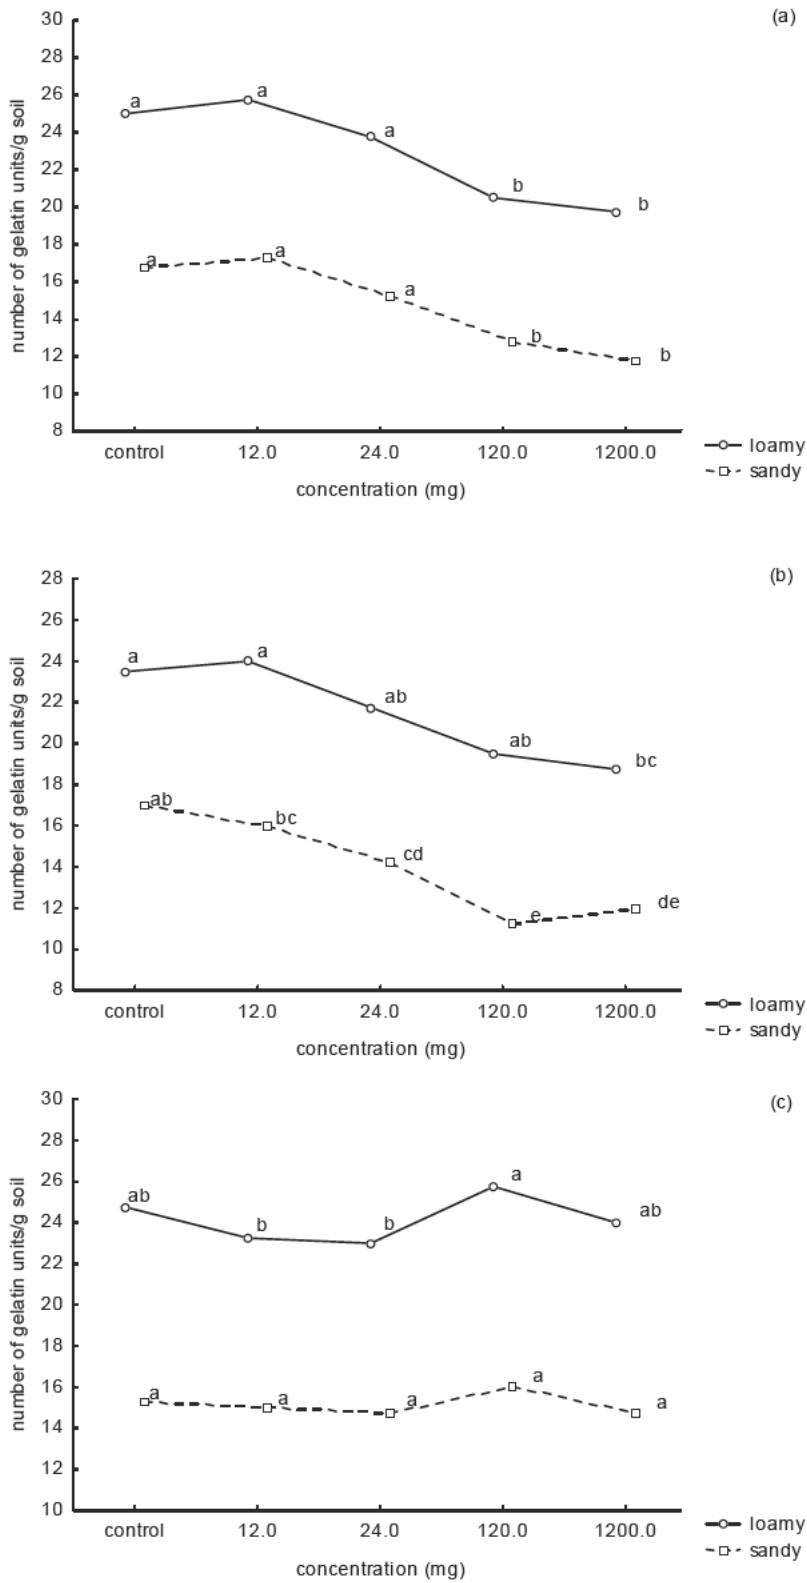 (a)
number of gelatin units/g soil
30
28
26
24
22
20
18
16
14
12
10
8
a
a
a
b
b
a
a
a
b
b
control 12.0 24.0 120.0 1200.0
concentration (mg)
loamy
sandy
(b)
number of gelatin units/g soil
28
26
24
22
20
18
16
14
12
10
8
a
a
ab
ab
bc
ab
bc
cd
e
de
control 12.0 24.0 120.0 1200.0
concentration (mg)
loamy
sandy
(c)
number of gelatin units/g soil
30
28
26
24
22
20
18
16
14
12
10
ab
b
b
a
ab
a
a
a
a
a
control 12.0 24.0 120.0 1200.0
concentration (mg)
loamy
sandy